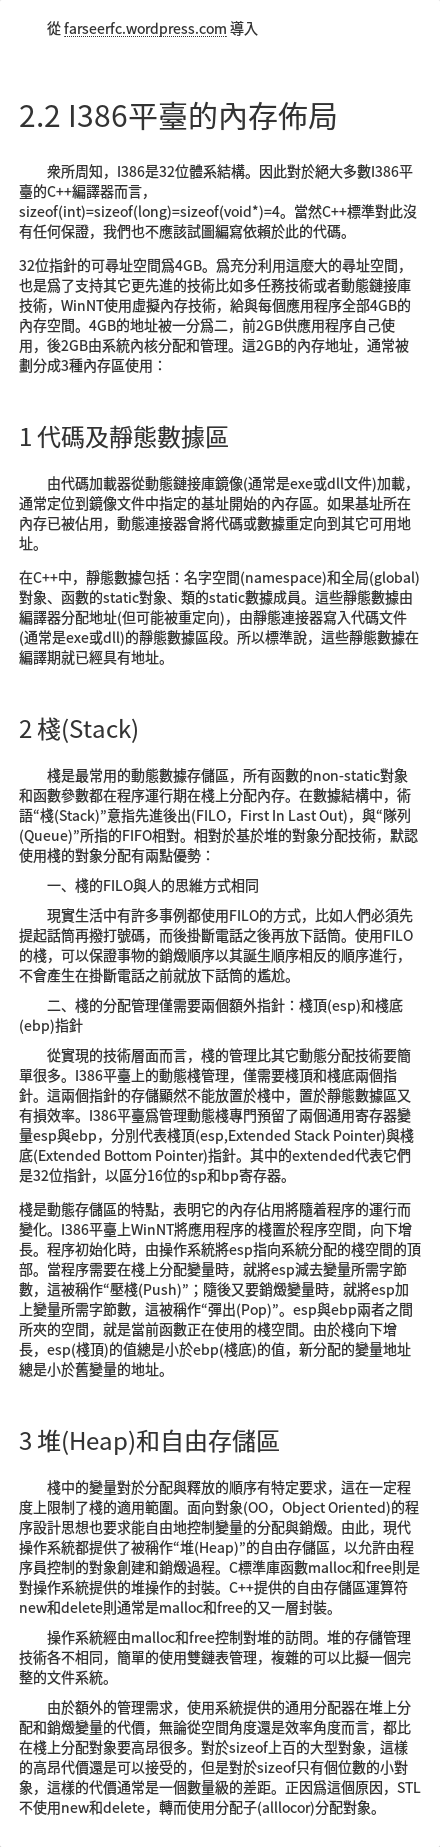 從 farseerfc.wordpress.com 導入
2.2 I386平臺的內存佈局
衆所周知，I386是32位體系結構。因此對於絕大多數I386平
臺的C++編譯器而言，
sizeof(int)=sizeof(long)=sizeof(void*)=4。當然C++標準對此沒
有任何保證，我們也不應該試圖編寫依賴於此的代碼。
32位指針的可尋址空間爲4GB。爲充分利用這麼大的尋址空間，
也是爲了支持其它更先進的技術比如多任務技術或者動態鏈接庫
技術，WinNT使用虛擬內存技術，給與每個應用程序全部4GB的
內存空間。4GB的地址被一分爲二，前2GB供應用程序自己使
用，後2GB由系統內核分配和管理。這2GB的內存地址，通常被
劃分成3種內存區使用：
1 代碼及靜態數據區
由代碼加載器從動態鏈接庫鏡像(通常是exe或dll文件)加載，
通常定位到鏡像文件中指定的基址開始的內存區。如果基址所在
內存已被佔用，動態連接器會將代碼或數據重定向到其它可用地
址。
在C++中，靜態數據包括：名字空間(namespace)和全局(global)
對象、函數的static對象、類的static數據成員。這些靜態數據由
編譯器分配地址(但可能被重定向)，由靜態連接器寫入代碼文件
(通常是exe或dll)的靜態數據區段。所以標準說，這些靜態數據在
編譯期就已經具有地址。
2 棧(Stack)
棧是最常用的動態數據存儲區，所有函數的non-static對象
和函數參數都在程序運行期在棧上分配內存。在數據結構中，術
語“棧(Stack)”意指先進後出(FILO，First In Last Out)，與“隊列
(Queue)”所指的FIFO相對。相對於基於堆的對象分配技術，默認
使用棧的對象分配有兩點優勢：
一、棧的FILO與人的思維方式相同
現實生活中有許多事例都使用FILO的方式，比如人們必須先
提起話筒再撥打號碼，而後掛斷電話之後再放下話筒。使用FILO
的棧，可以保證事物的銷燬順序以其誕生順序相反的順序進行，
不會產生在掛斷電話之前就放下話筒的尷尬。
二、棧的分配管理僅需要兩個額外指針：棧頂(esp)和棧底
(ebp)指針
從實現的技術層面而言，棧的管理比其它動態分配技術要簡
單很多。I386平臺上的動態棧管理，僅需要棧頂和棧底兩個指
針。這兩個指針的存儲顯然不能放置於棧中，置於靜態數據區又
有損效率。I386平臺爲管理動態棧專門預留了兩個通用寄存器變
量esp與ebp，分別代表棧頂(esp,Extended Stack Pointer)與棧
底(Extended Bottom Pointer)指針。其中的extended代表它們
是32位指針，以區分16位的sp和bp寄存器。
棧是動態存儲區的特點，表明它的內存佔用將隨着程序的運行而
變化。I386平臺上WinNT將應用程序的棧置於程序空間，向下增
長。程序初始化時，由操作系統將esp指向系統分配的棧空間的頂
部。當程序需要在棧上分配變量時，就將esp減去變量所需字節
數，這被稱作“壓棧(Push)”；隨後又要銷燬變量時，就將esp加
上變量所需字節數，這被稱作“彈出(Pop)”。esp與ebp兩者之間
所夾的空間，就是當前函數正在使用的棧空間。由於棧向下增
長，esp(棧頂)的值總是小於ebp(棧底)的值，新分配的變量地址
總是小於舊變量的地址。
3 堆(Heap)和自由存儲區
棧中的變量對於分配與釋放的順序有特定要求，這在一定程
度上限制了棧的適用範圍。面向對象(OO，Object Oriented)的程
序設計思想也要求能自由地控制變量的分配與銷燬。由此，現代
操作系統都提供了被稱作“堆(Heap)”的自由存儲區，以允許由程
序員控制的對象創建和銷燬過程。C標準庫函數malloc和free則是
對操作系統提供的堆操作的封裝。C++提供的自由存儲區運算符
new和delete則通常是malloc和free的又一層封裝。
操作系統經由malloc和free控制對堆的訪問。堆的存儲管理
技術各不相同，簡單的使用雙鏈表管理，複雜的可以比擬一個完
整的文件系統。
由於額外的管理需求，使用系統提供的通用分配器在堆上分
配和銷燬變量的代價，無論從空間角度還是效率角度而言，都比
在棧上分配對象要高昂很多。對於sizeof上百的大型對象，這樣
的高昂代價還是可以接受的，但是對於sizeof只有個位數的小對
象，這樣的代價通常是一個數量級的差距。正因爲這個原因，STL
不使用new和delete，轉而使用分配子(alllocor)分配對象。